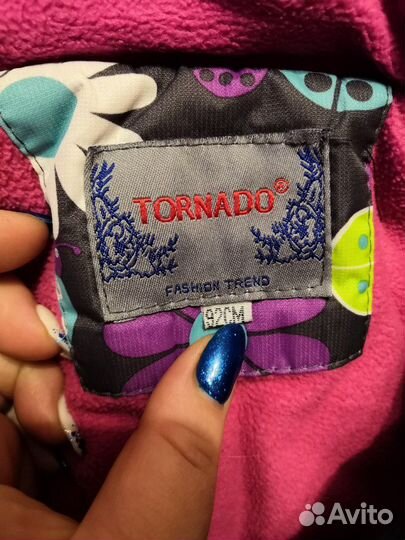 TORNADO®
FASHION TREND
92CM
Avito